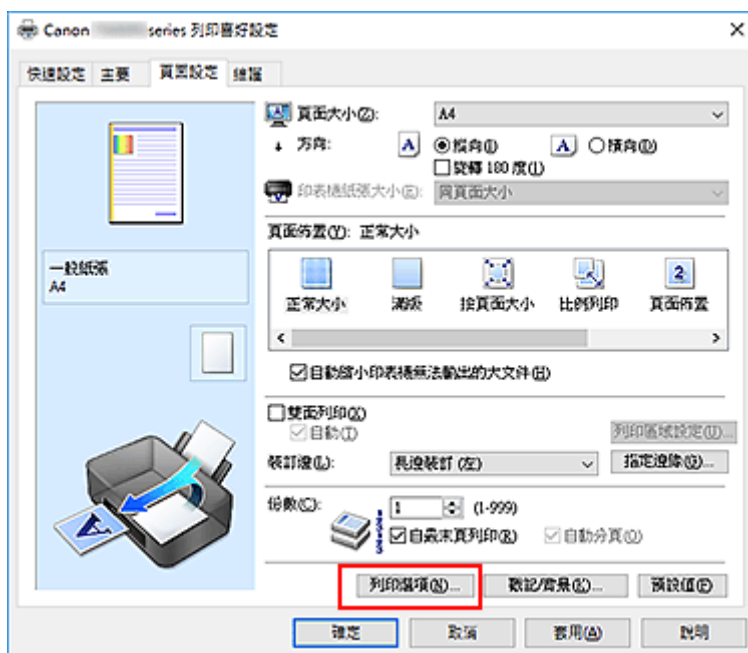 Canon series 列印喜好設定
快速設定 主要 頁面設定 維護
頁面大小(Z): A4
方向: A 縱向(I) A 橫向(D)
旋轉 180 度(J)
印表機紙張大小(E): 同頁面大小
頁面佈置(Y): 正常大小
一般紙張
A4
正常大小 滿版 按頁面大小 比例列印 頁面佈置
自動縮小印表機無法輸出的大文件(H)
雙面列印(X)
自動(T) 列印區域設定(U)...
裝訂邊(L): 長邊裝訂 (左) 指定邊緣(G)...
份數(C): 1 (1-999)
自最末頁列印(R) 自動分頁(O)
列印選項(N)... 戳記/背景(K)... 預設值(F)
確定 取消 套用(A) 說明